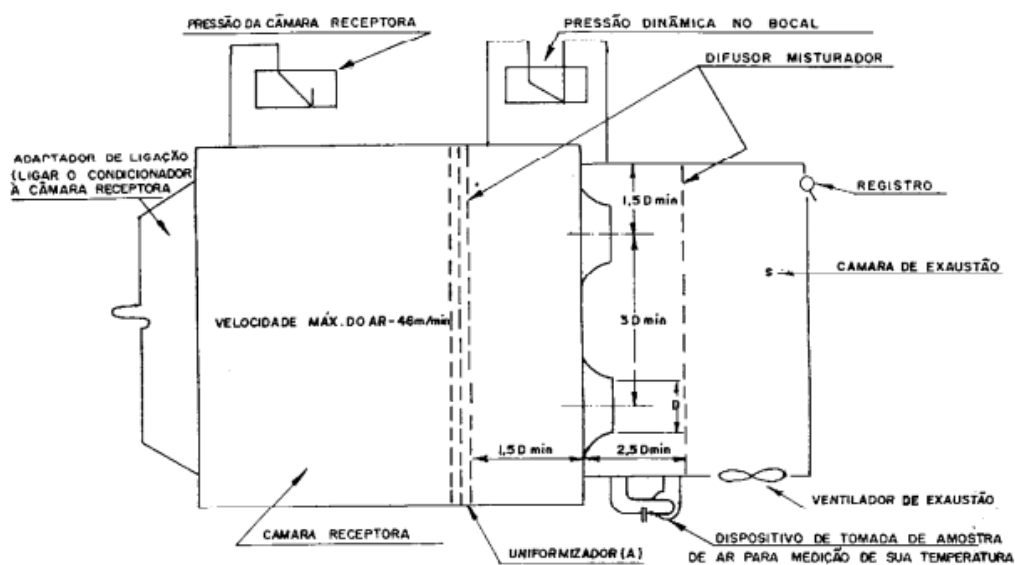 PRESSÃO DA CÂMARA RECEPTORA
PRESSÃO DINÂMICA NO BOCAL
DIFUSOR MISTURADOR
ADAPTADOR DE LIGAÇÃO
(LIGAR O CONDICIONADOR
À CÂMARA RECEPTORA
1,5 D min
REGISTRO
S
CAMARA DE EXAUSTÃO
VELOCIDADE MÁX.DO AR-46m/min
3D min
D
1,5 D min
2,5 D min
VENTILADOR DE EXAUSTÃO
CAMARA RECEPTORA
UNIFORMIZADOR (A)
DISPOSITIVO DE TOMADA DE AMOSTRA
DE AR PARA MEDIÇÃO DE SUA TEMPERATURA